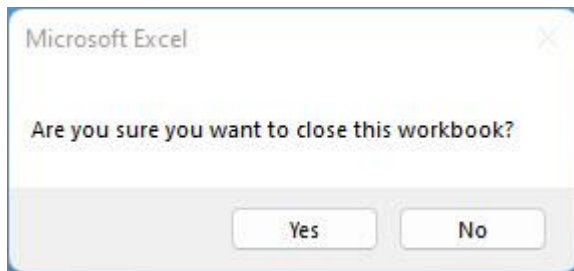 Microsoft Excel
Are you sure you want to close this workbook?
Yes No